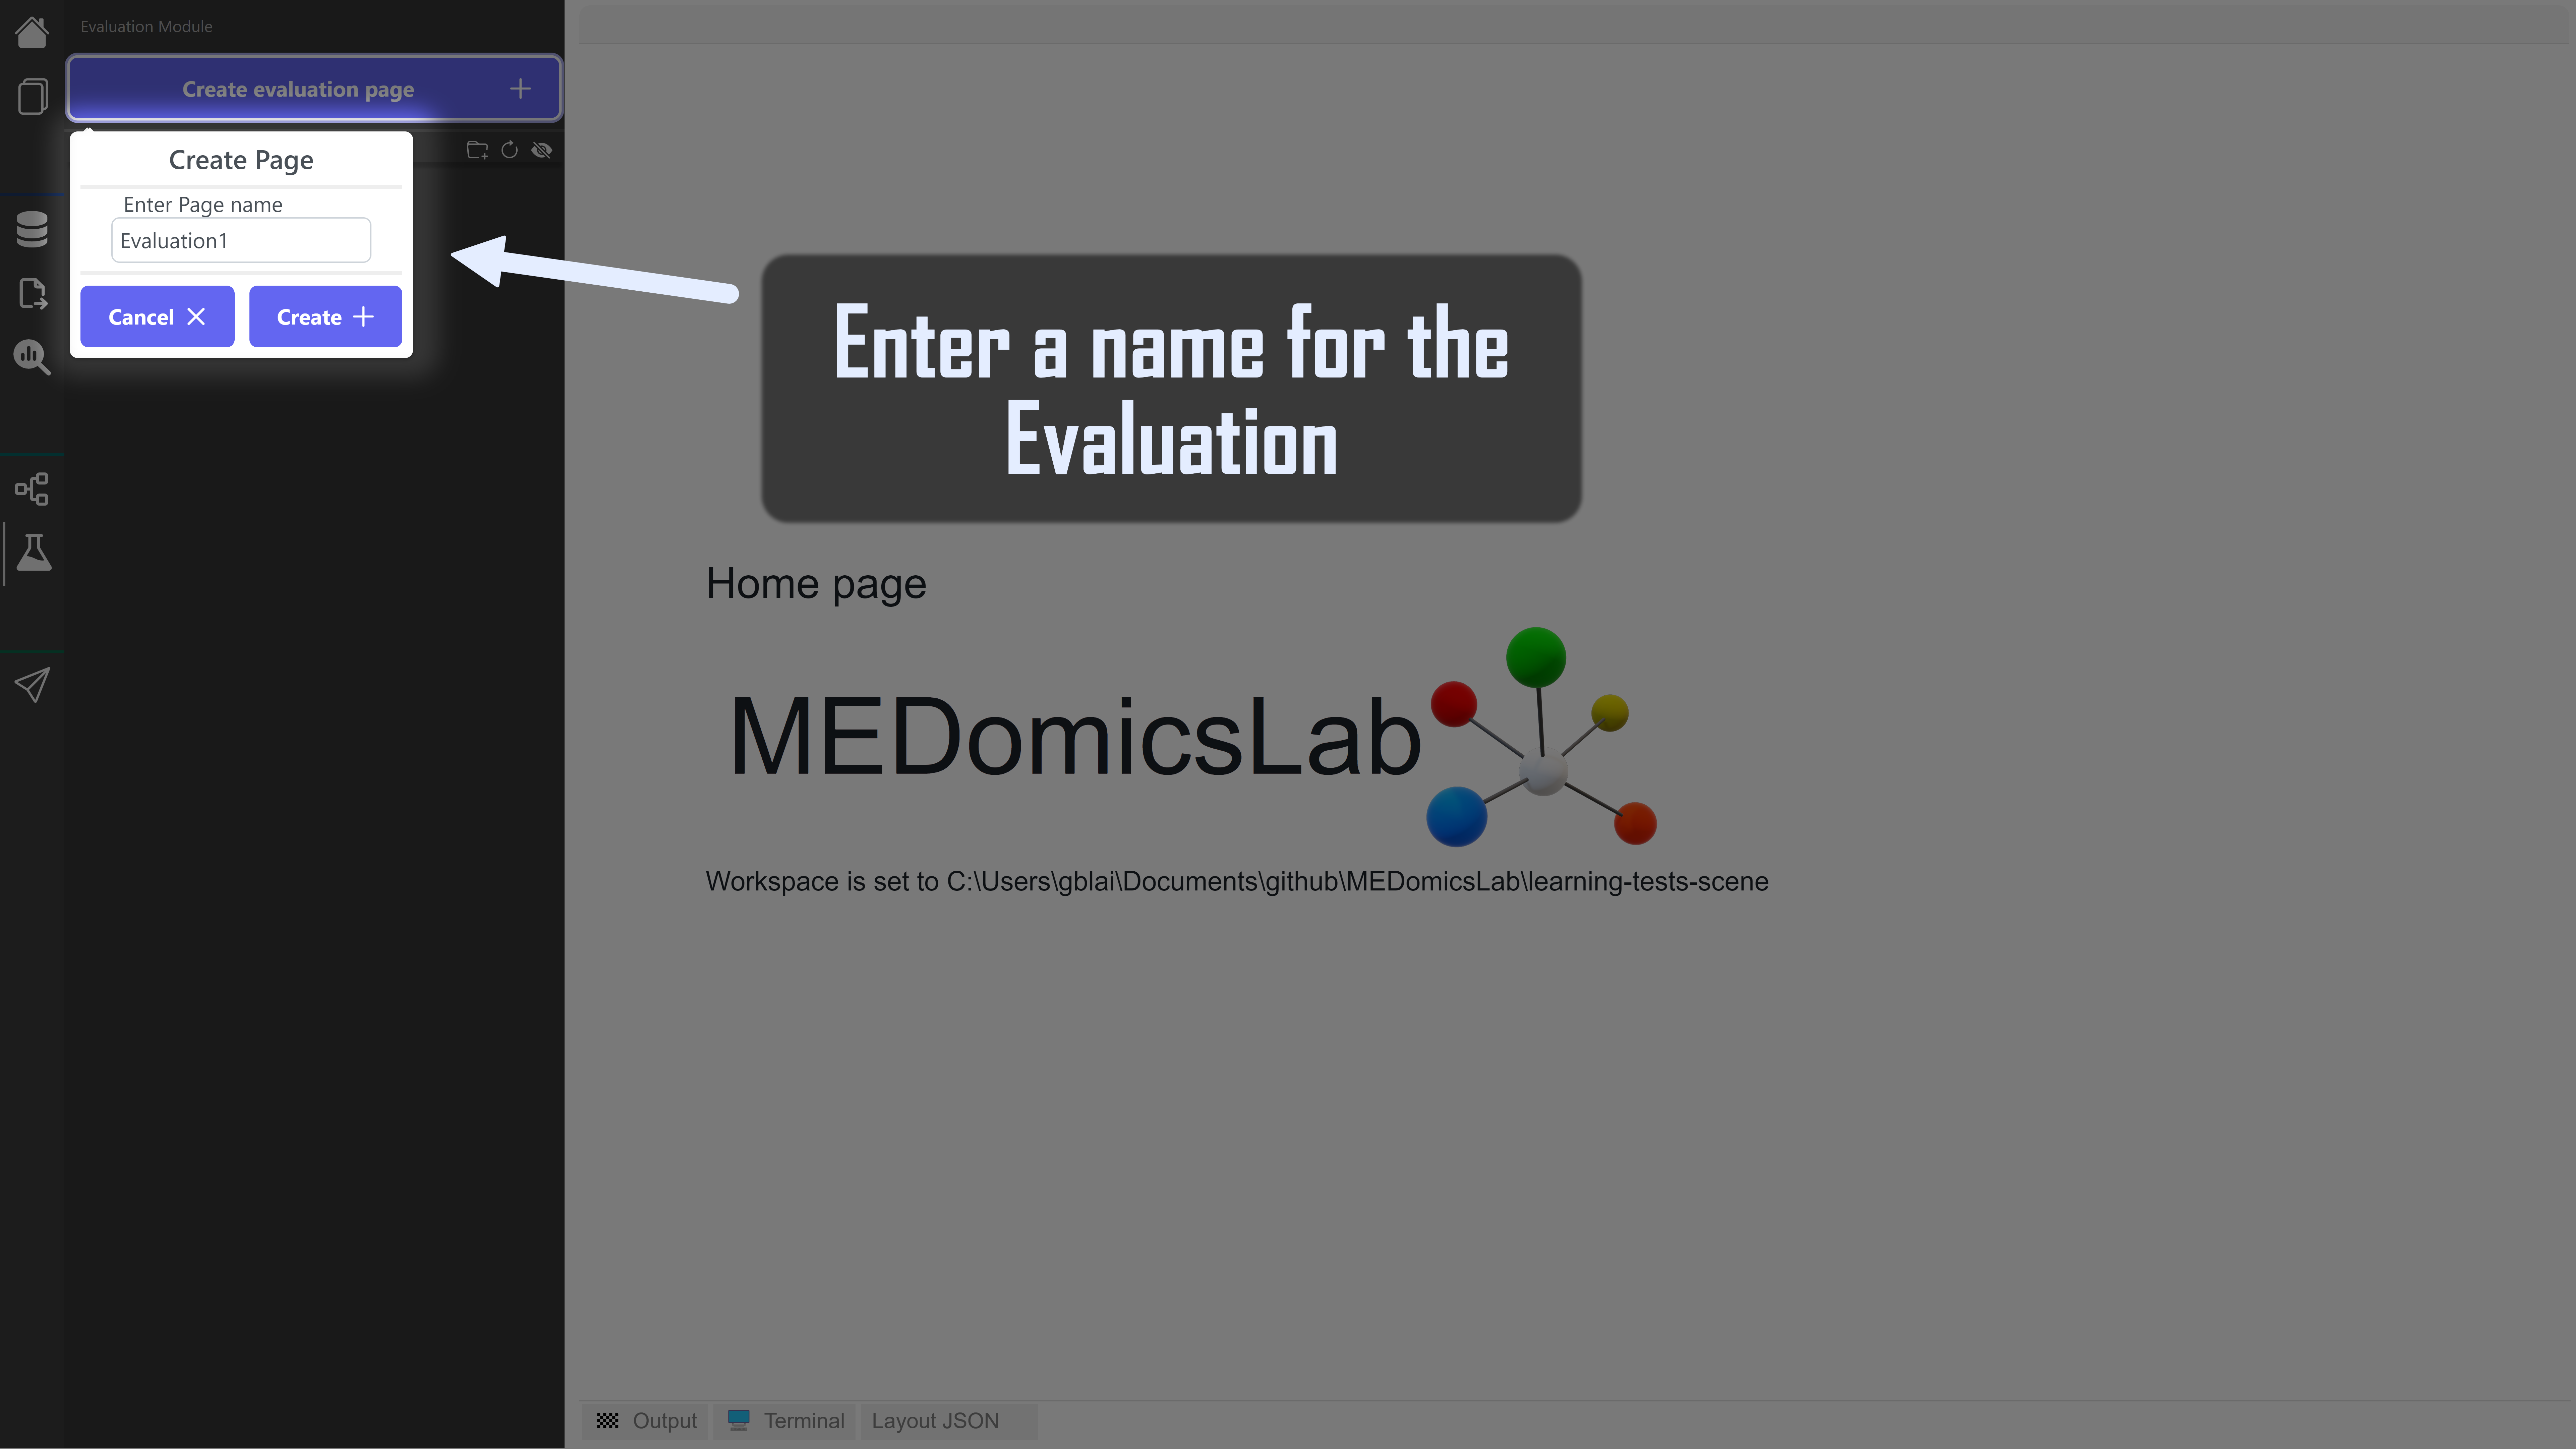 Evaluation Module
Create evaluation page
Create Page
Enter Page name
Evaluation1
Cancel
Create
Enter a name for the
Evaluation
Home page
MEDomicsLab
Workspace is set to C:\Users\gblai\Documents\github\MEDomicsLab\learning-tests-scene
Output
Terminal
Layout JSON